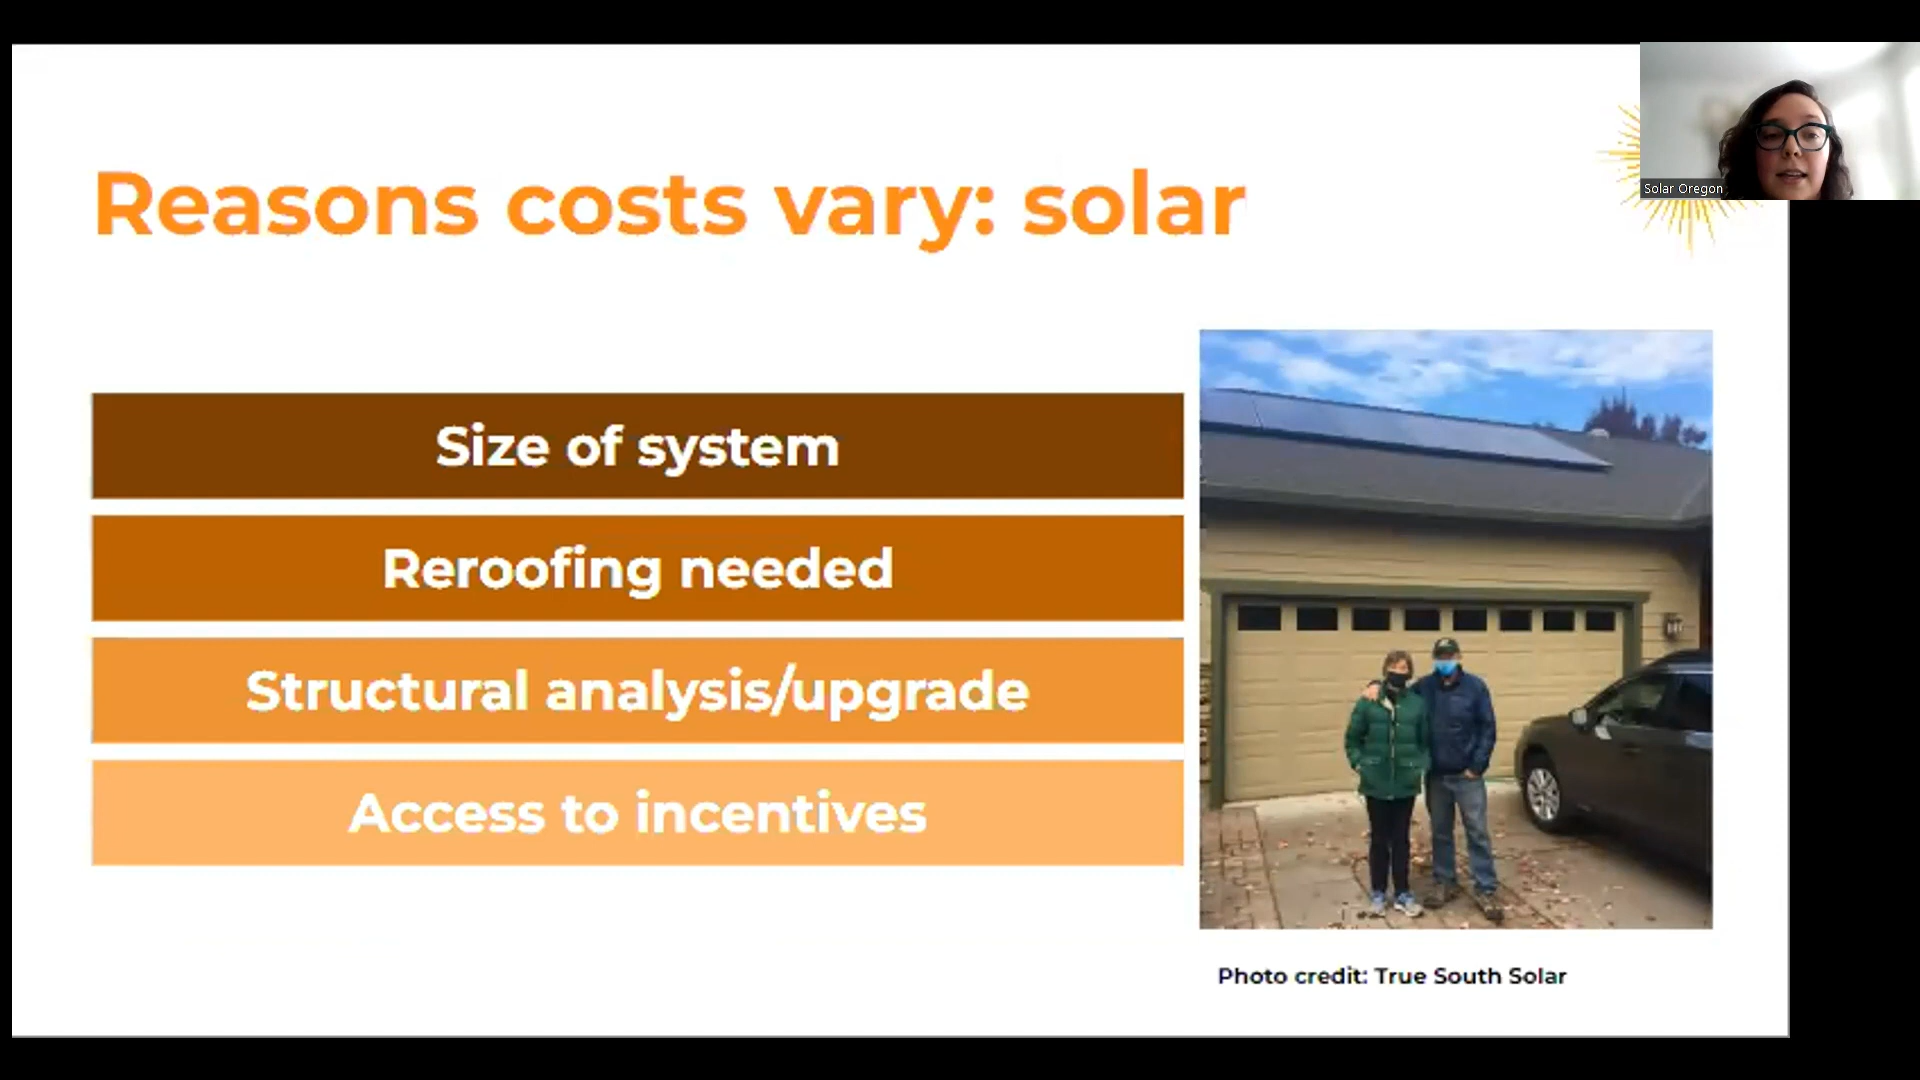 Solar Oregon
Reasons costs vary: solar
Size of system
Reroofing needed
Structural analysis/upgrade
Access to incentives
Photo credit: True South Solar